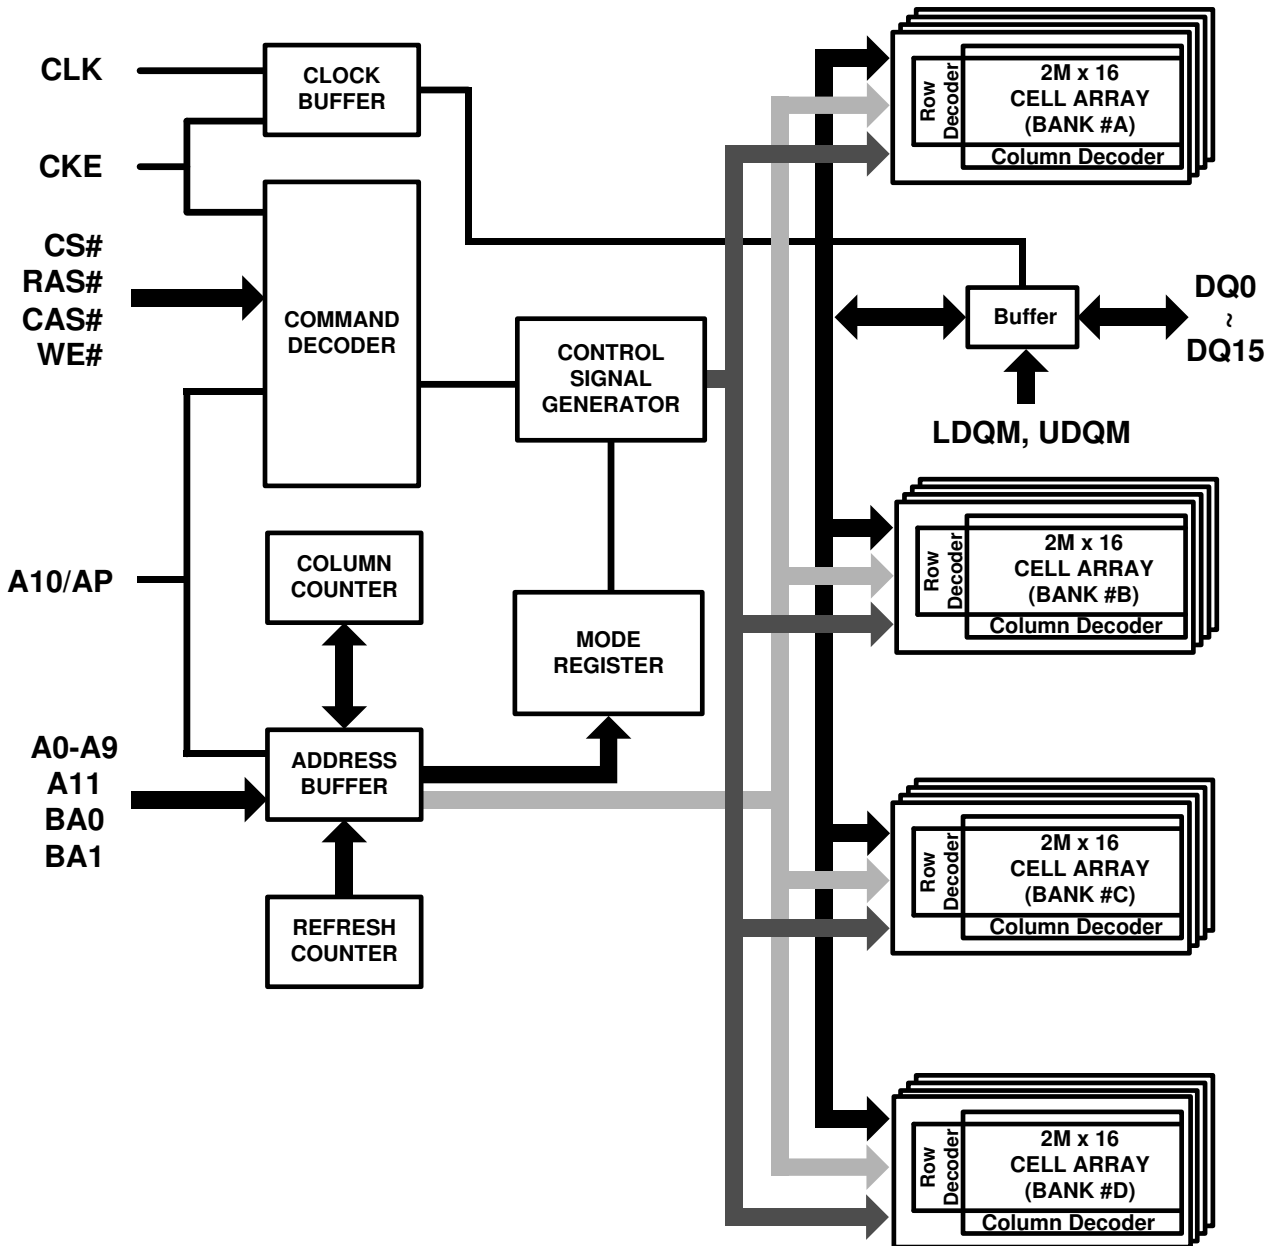 CLK
CKE
CS#
RAS#
CAS#
WE#
A10/AP
A0-A9
A11
BA0
BA1
CLOCK
BUFFER
COMMAND
DECODER
COLUMN
COUNTER
ADDRESS
BUFFER
REFRESH
COUNTER
CONTROL
SIGNAL
GENERATOR
MODE
REGISTER
Row
Decoder
2M x 16
CELL ARRAY
(BANK #A)
Column Decoder
Buffer
DQ0
~
DQ15
LDQM, UDQM
Row
Decoder
2M x 16
CELL ARRAY
(BANK #B)
Column Decoder
Row
Decoder
2M x 16
CELL ARRAY
(BANK #C)
Column Decoder
Row
Decoder
2M x 16
CELL ARRAY
(BANK #D)
Column Decoder